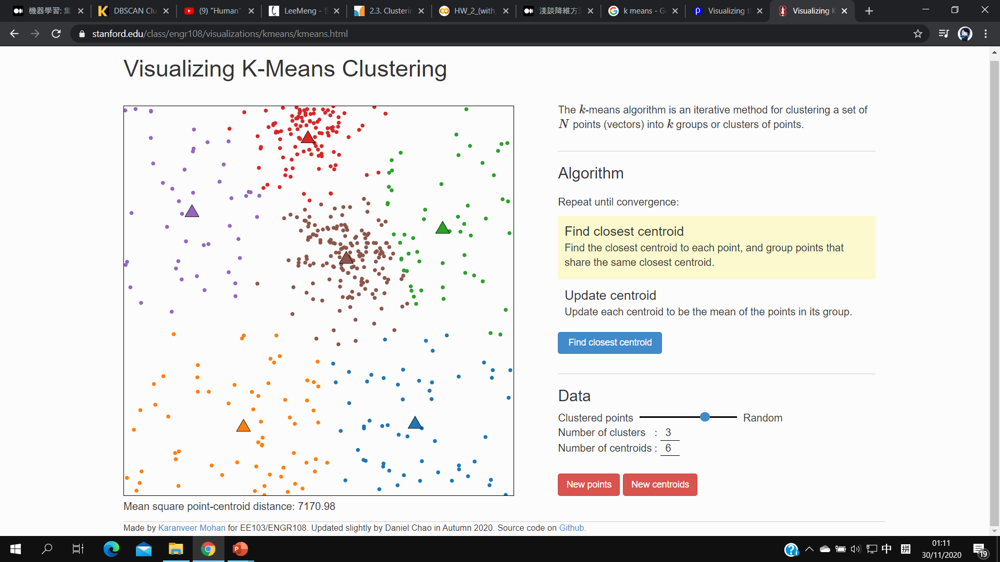 機器學習: 集
DBSCAN Clu
(9) "Human"
LeeMeng -
2.3. Clusterin
HW_2_(with_
淺談降維方法
k means - Go
Visualizing t
Visualizing K
stanford.edu/class/engr108/visualizations/kmeans/kmeans.html
Visualizing K-Means Clustering
The k-means algorithm is an iterative method for clustering a set of
N points (vectors) into k groups or clusters of points.
Algorithm
Repeat until convergence:
Find closest centroid
Find the closest centroid to each point, and group points that
share the same closest centroid.
Update centroid
Update each centroid to be the mean of the points in its group.
Find closest centroid
Data
Clustered points Random
Number of clusters : 3
Number of centroids : 6
New points New centroids
Mean square point-centroid distance: 7170.98
Made by Karanveer Mohan for EE103/ENGR108. Updated slightly by Daniel Chao in Autumn 2020. Source code on Github.
中 拼
01:11
30/11/2020
19